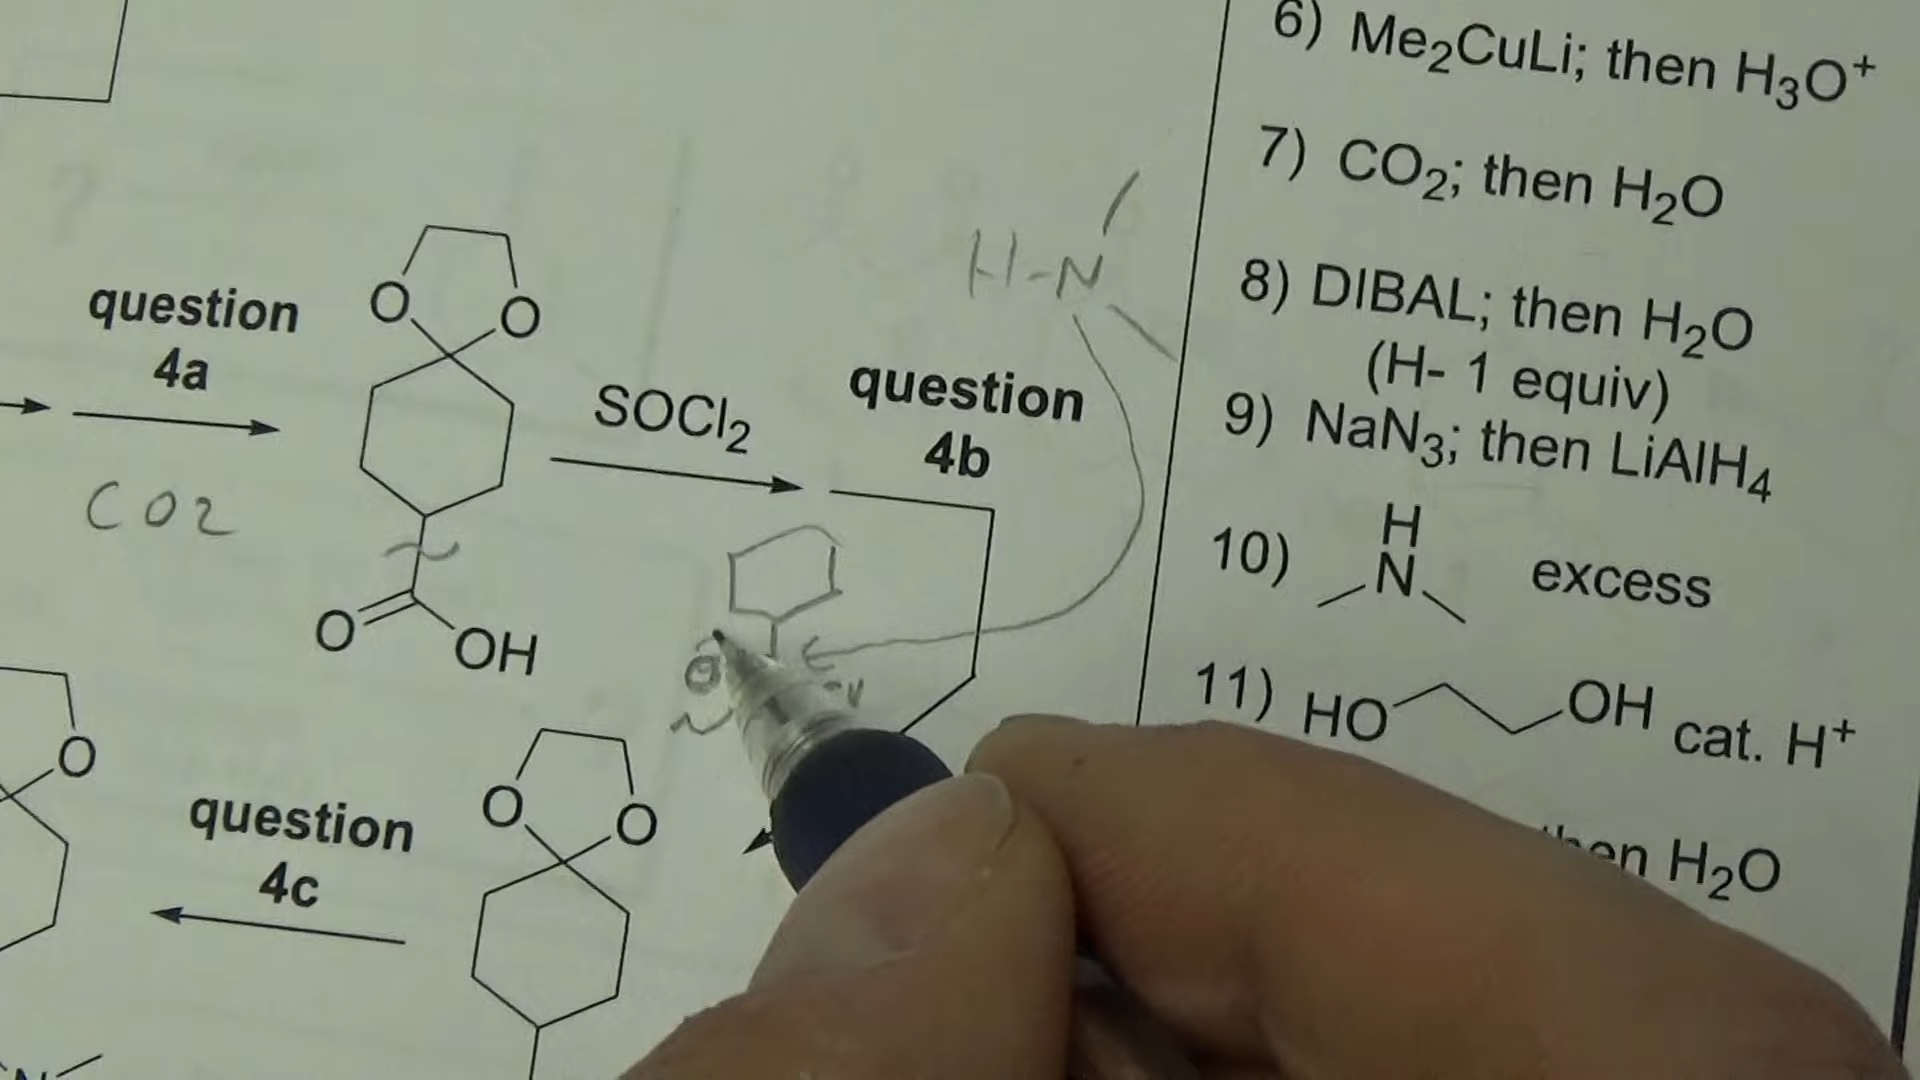 6) Me₂CuLi; then H₃O⁺
7) CO₂; then H₂O
H-N
8) DIBAL; then H₂O
(H- 1 equiv)
9) NaN₃; then LiAlH₄
H
10) N excess
11) HO OH cat. H⁺
then H₂O
question
4a
CO2
O O
O OH
SOCl₂
question
4b
O
O
question
4c
O O
N